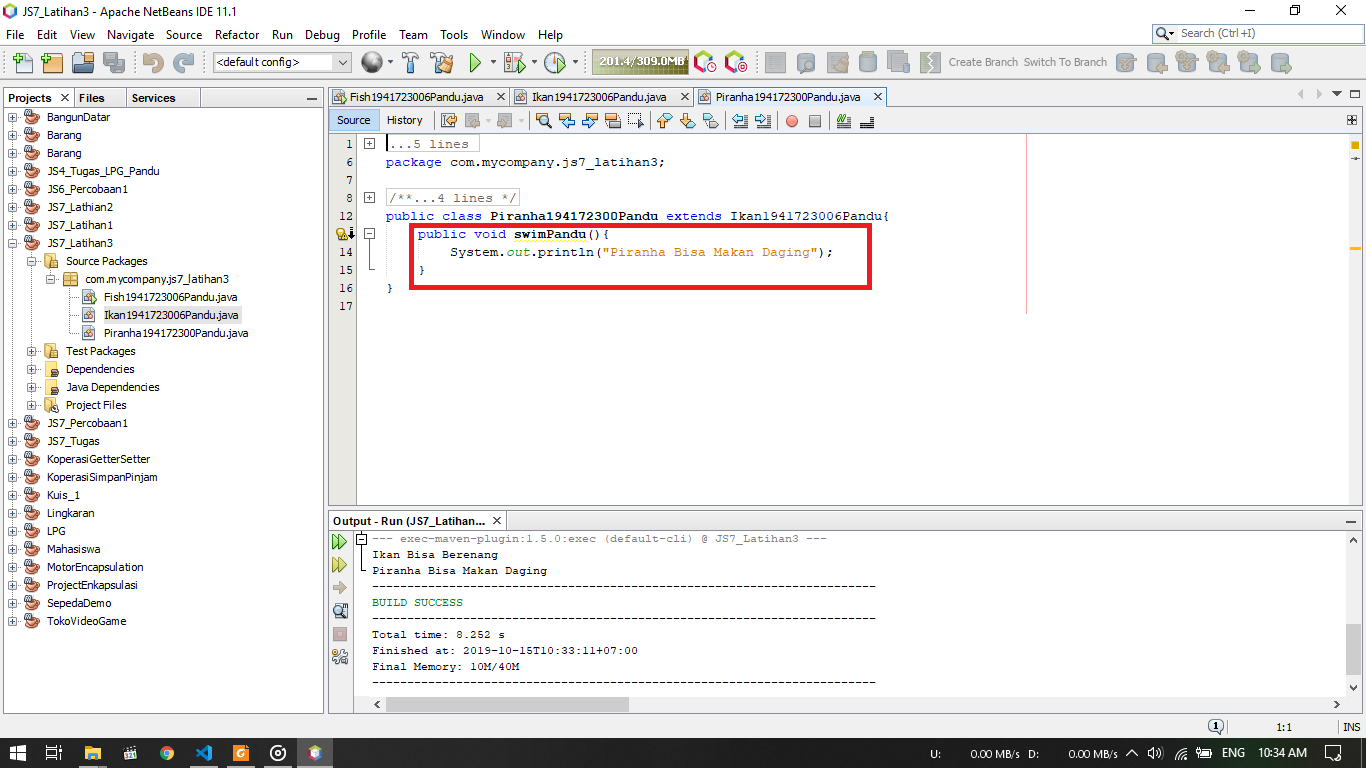 JS7_Latihan3 - Apache NetBeans IDE 11.1
File Edit View Navigate Source Refactor Run Debug Profile Team Tools Window Help
Search (Ctrl+I)
<default config>
201.4/309.0MB
Create Branch Switch To Branch
Projects Files Services
BangunDatar
Barang
Barang
JS4_Tugas_LPG_Pandu
JS6_Percobaan1
JS7_Lathian2
JS7_Latihan1
JS7_Latihan3
Source Packages
com.mycompany.js7_latihan3
Fish1941723006Pandu.java
Ikan1941723006Pandu.java
Piranha194172300Pandu.java
Test Packages
Dependencies
Java Dependencies
Project Files
JS7_Percobaan1
JS7_Tugas
KoperasiGetterSetter
KoperasiSimpanPinjam
Kuis_1
Lingkaran
LPG
Mahasiswa
MotorEncapsulation
ProjectEnkapsulasi
SepedaDemo
TokoVideoGame
Fish1941723006Pandu.java Ikan1941723006Pandu.java Piranha194172300Pandu.java
Source History
1 ...5 lines
6 package com.mycompany.js7_latihan3;
7
8 /**...4 lines */
12 public class Piranha194172300Pandu extends Ikan1941723006Pandu{
public void swimPandu(){
14 System.out.println("Piranha Bisa Makan Daging");
15 }
16 }
17
Output - Run (JS7_Latihan...
--- exec-maven-plugin:1.5.0:exec (default-cli) @ JS7_Latihan3 ---
Ikan Bisa Berenang
Piranha Bisa Makan Daging
------------------------------------------------------------------------
BUILD SUCCESS
------------------------------------------------------------------------
Total time: 8.252 s
Finished at: 2019-10-15T10:33:11+07:00
Final Memory: 10M/40M
------------------------------------------------------------------------
1 1:1 INS
U: 0.00 MB/s D: 0.00 MB/s ENG 10:34 AM